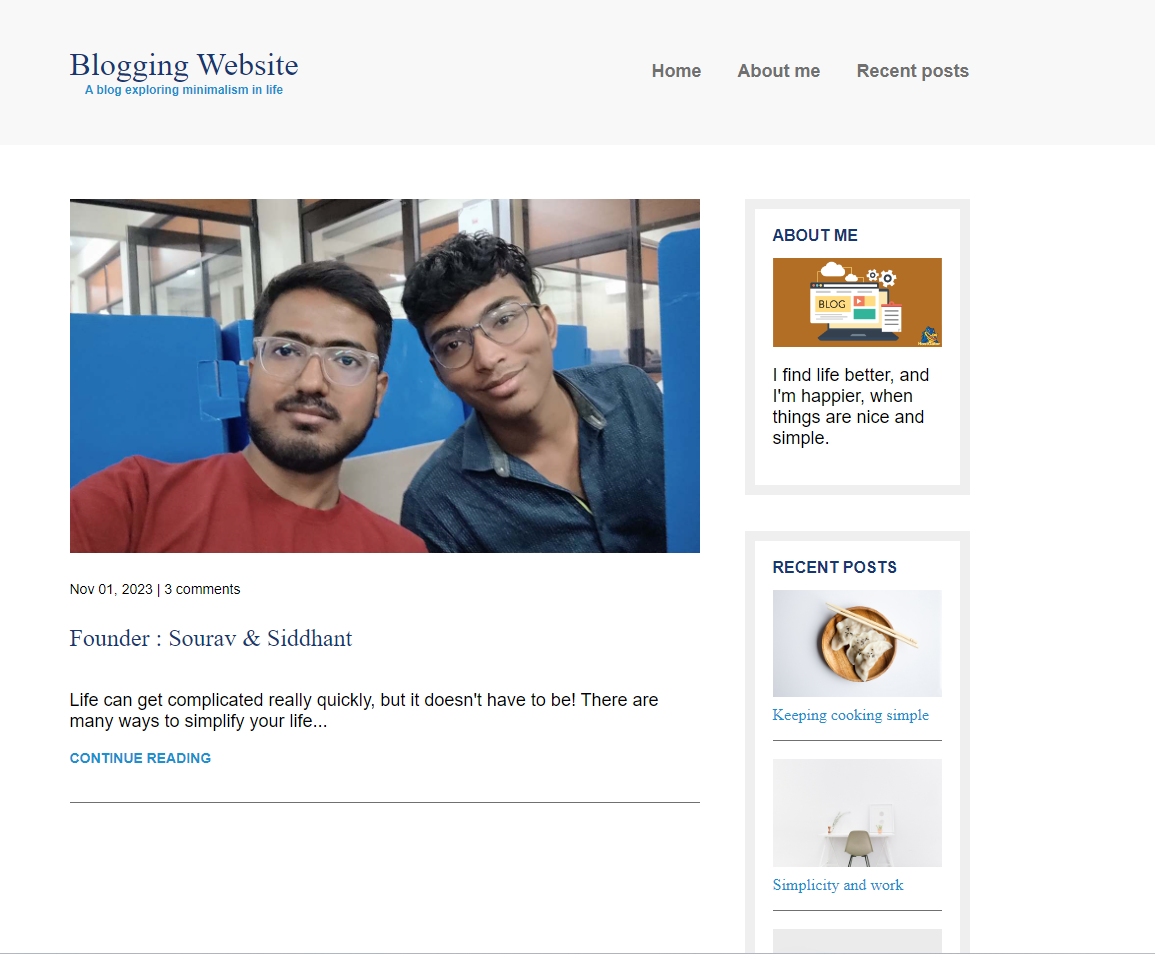 Blogging Website
A blog exploring minimalism in life
Home About me Recent posts
Nov 01, 2023 | 3 comments
Founder : Sourav & Siddhant
Life can get complicated really quickly, but it doesn't have to be! There are
many ways to simplify your life...
CONTINUE READING
ABOUT ME
BLOG
I find life better, and
I'm happier, when
things are nice and
simple.
RECENT POSTS
Keeping cooking simple
Simplicity and work